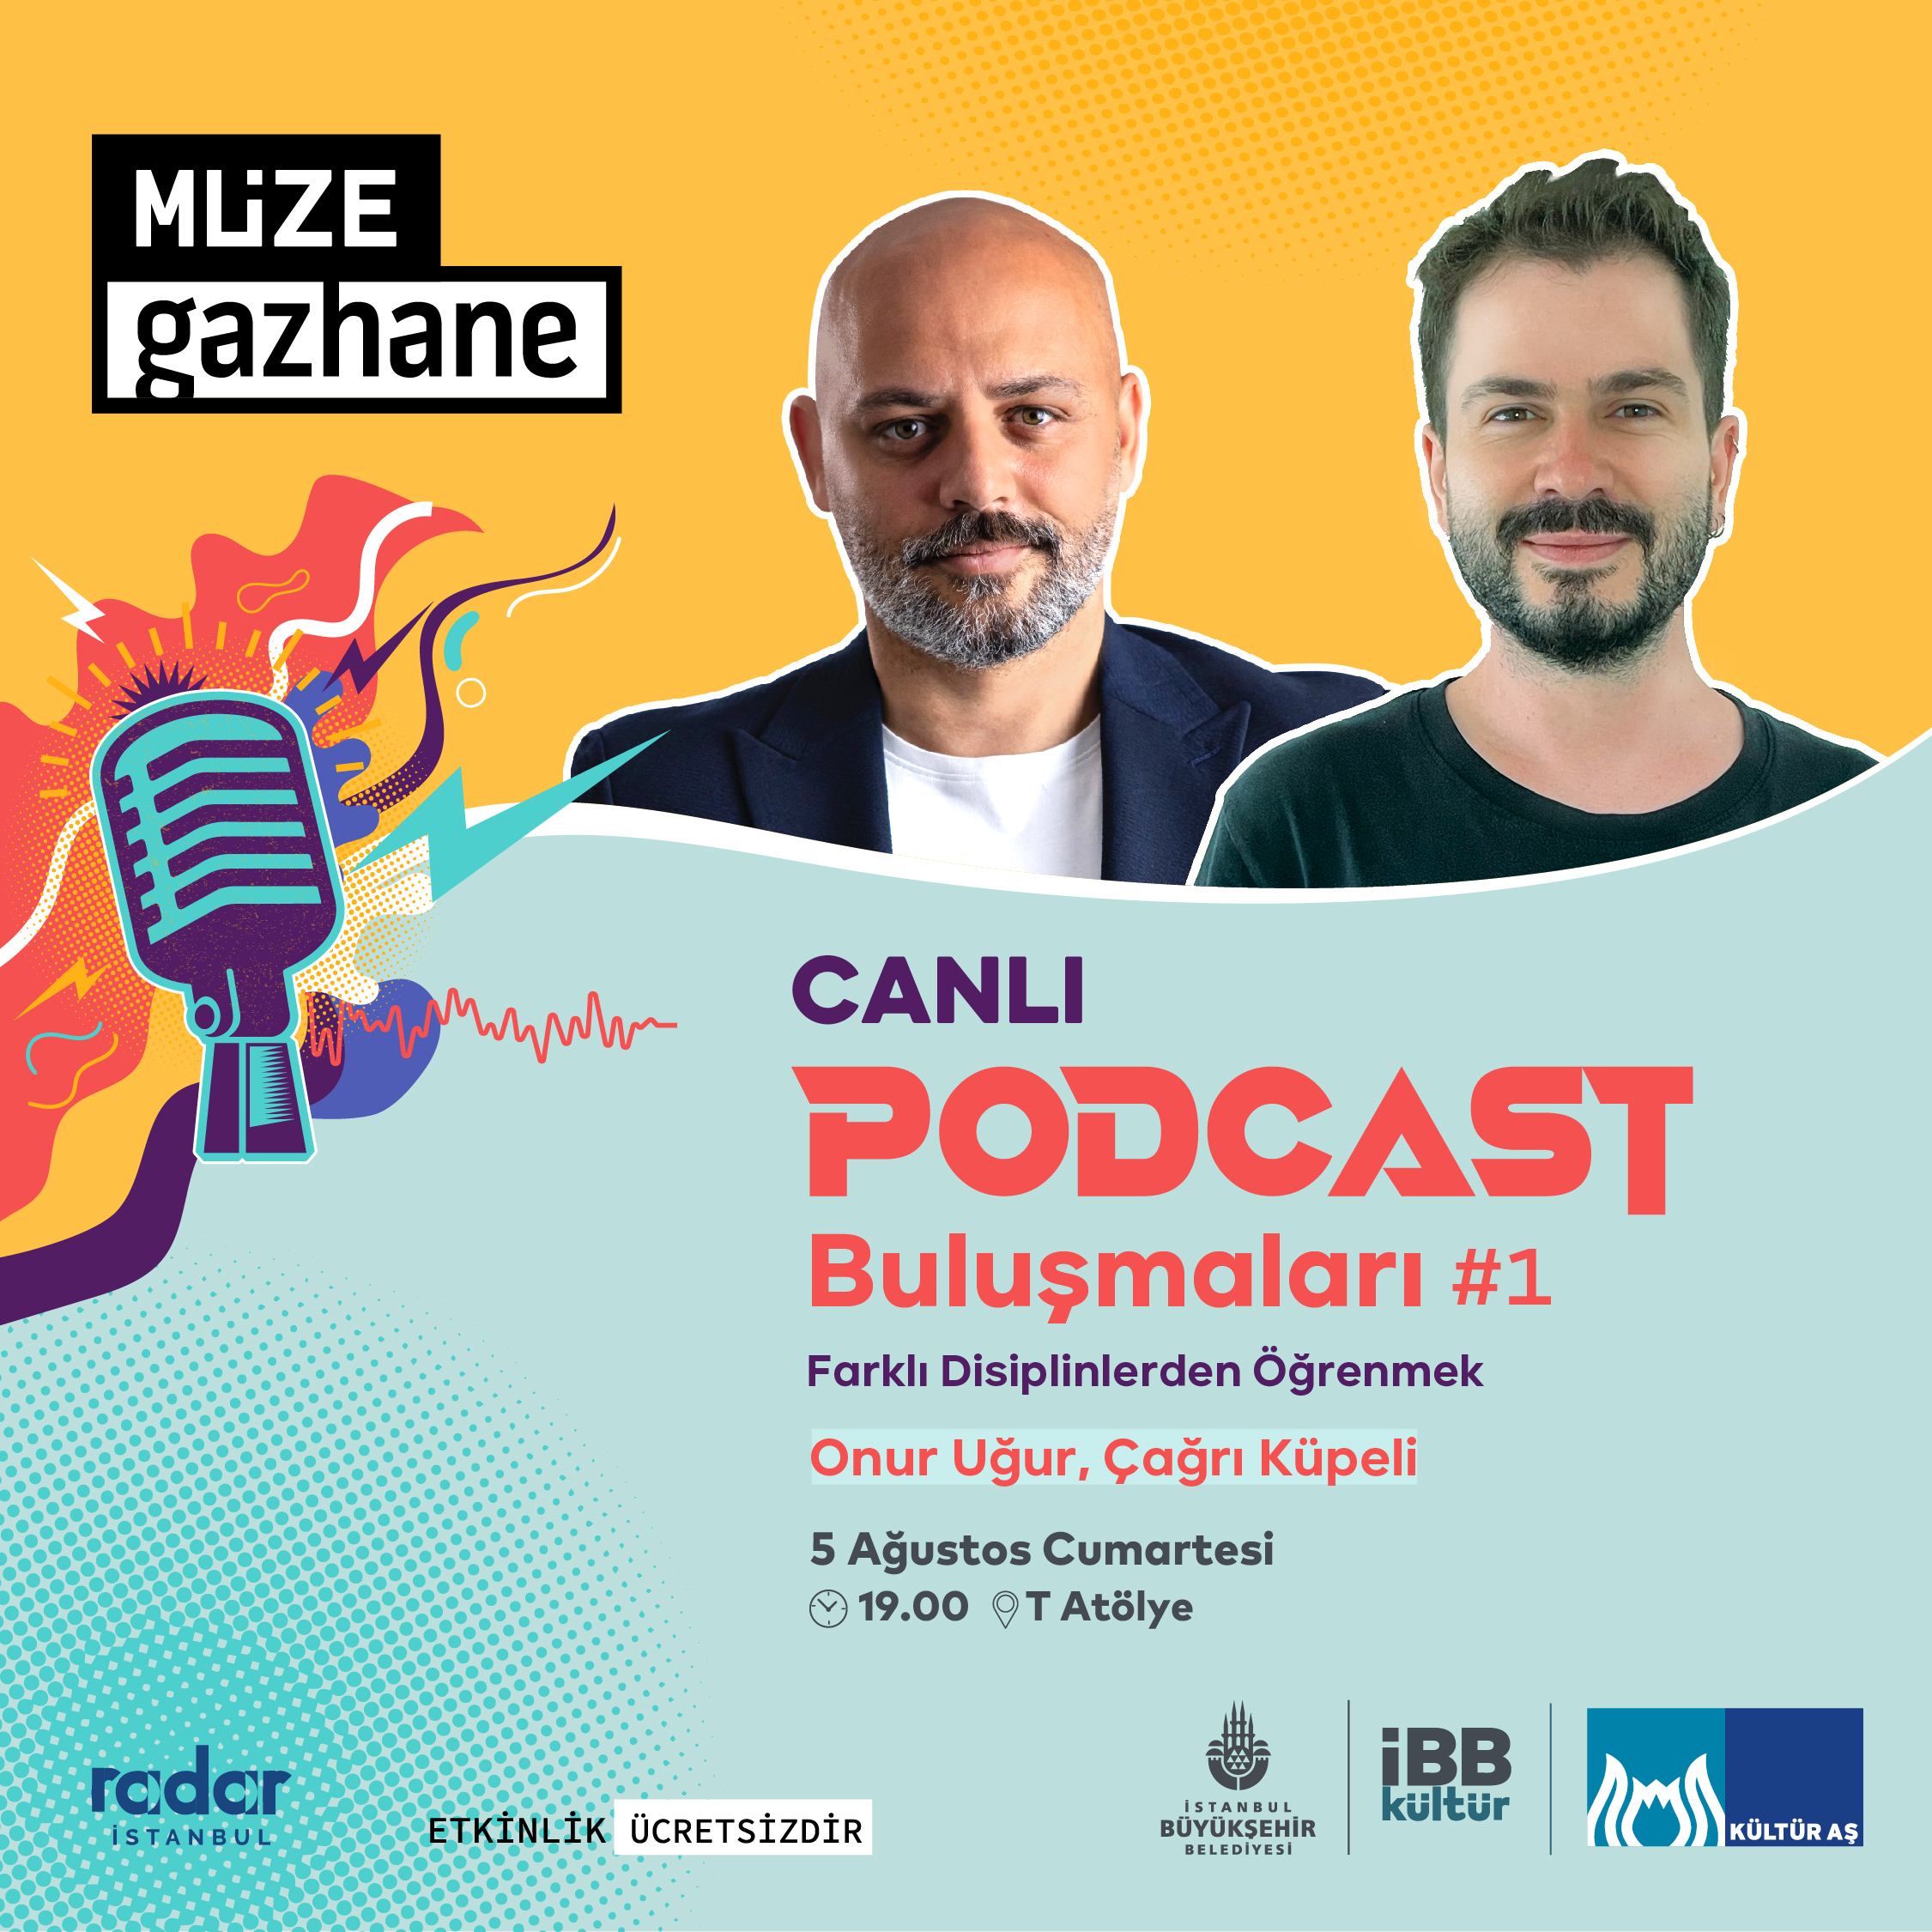 MÜZE
gazhane
CANLI
PODCAST
Buluşmaları #1
Farklı Disiplinlerden Öğrenmek
Onur Uğur, Çağrı Küpeli
5 Ağustos Cumartesi
19.00 T Atölye
radar
İSTANBUL
ETKİNLİK ÜCRETSİZDİR
İSTANBUL
BÜYÜKŞEHİR
BELEDİYESİ
iBB
kültür
KÜLTÜR AŞ